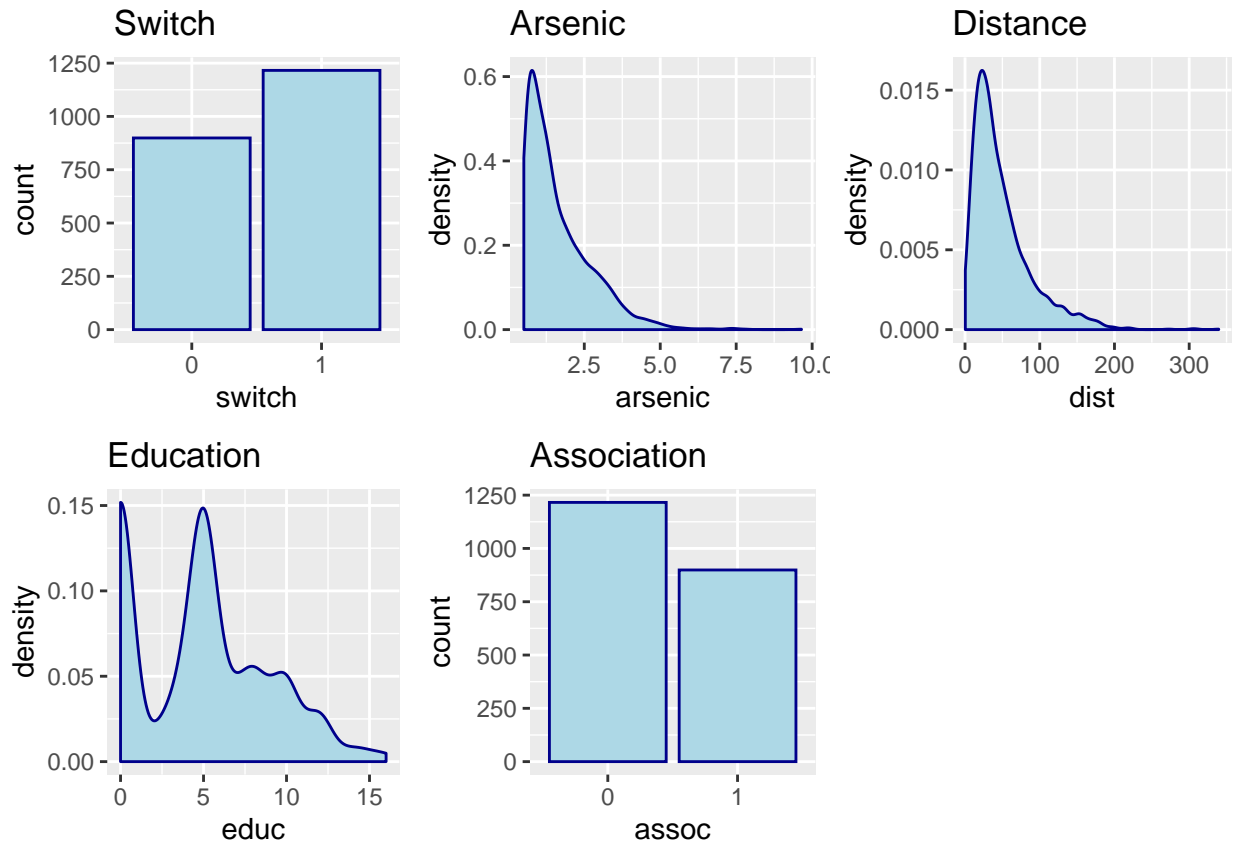 Switch
1250
1000
750
500
250
0
count
0 1
switch
Arsenic
0.6
0.4
0.2
0.0
density
2.5 5.0 7.5 10.0
arsenic
Distance
0.015
0.010
0.005
0.000
density
0 100 200 300
dist
Education
0.15
0.10
0.05
0.00
density
0 5 10 15
educ
Association
1250
1000
750
500
250
0
count
0 1
assoc